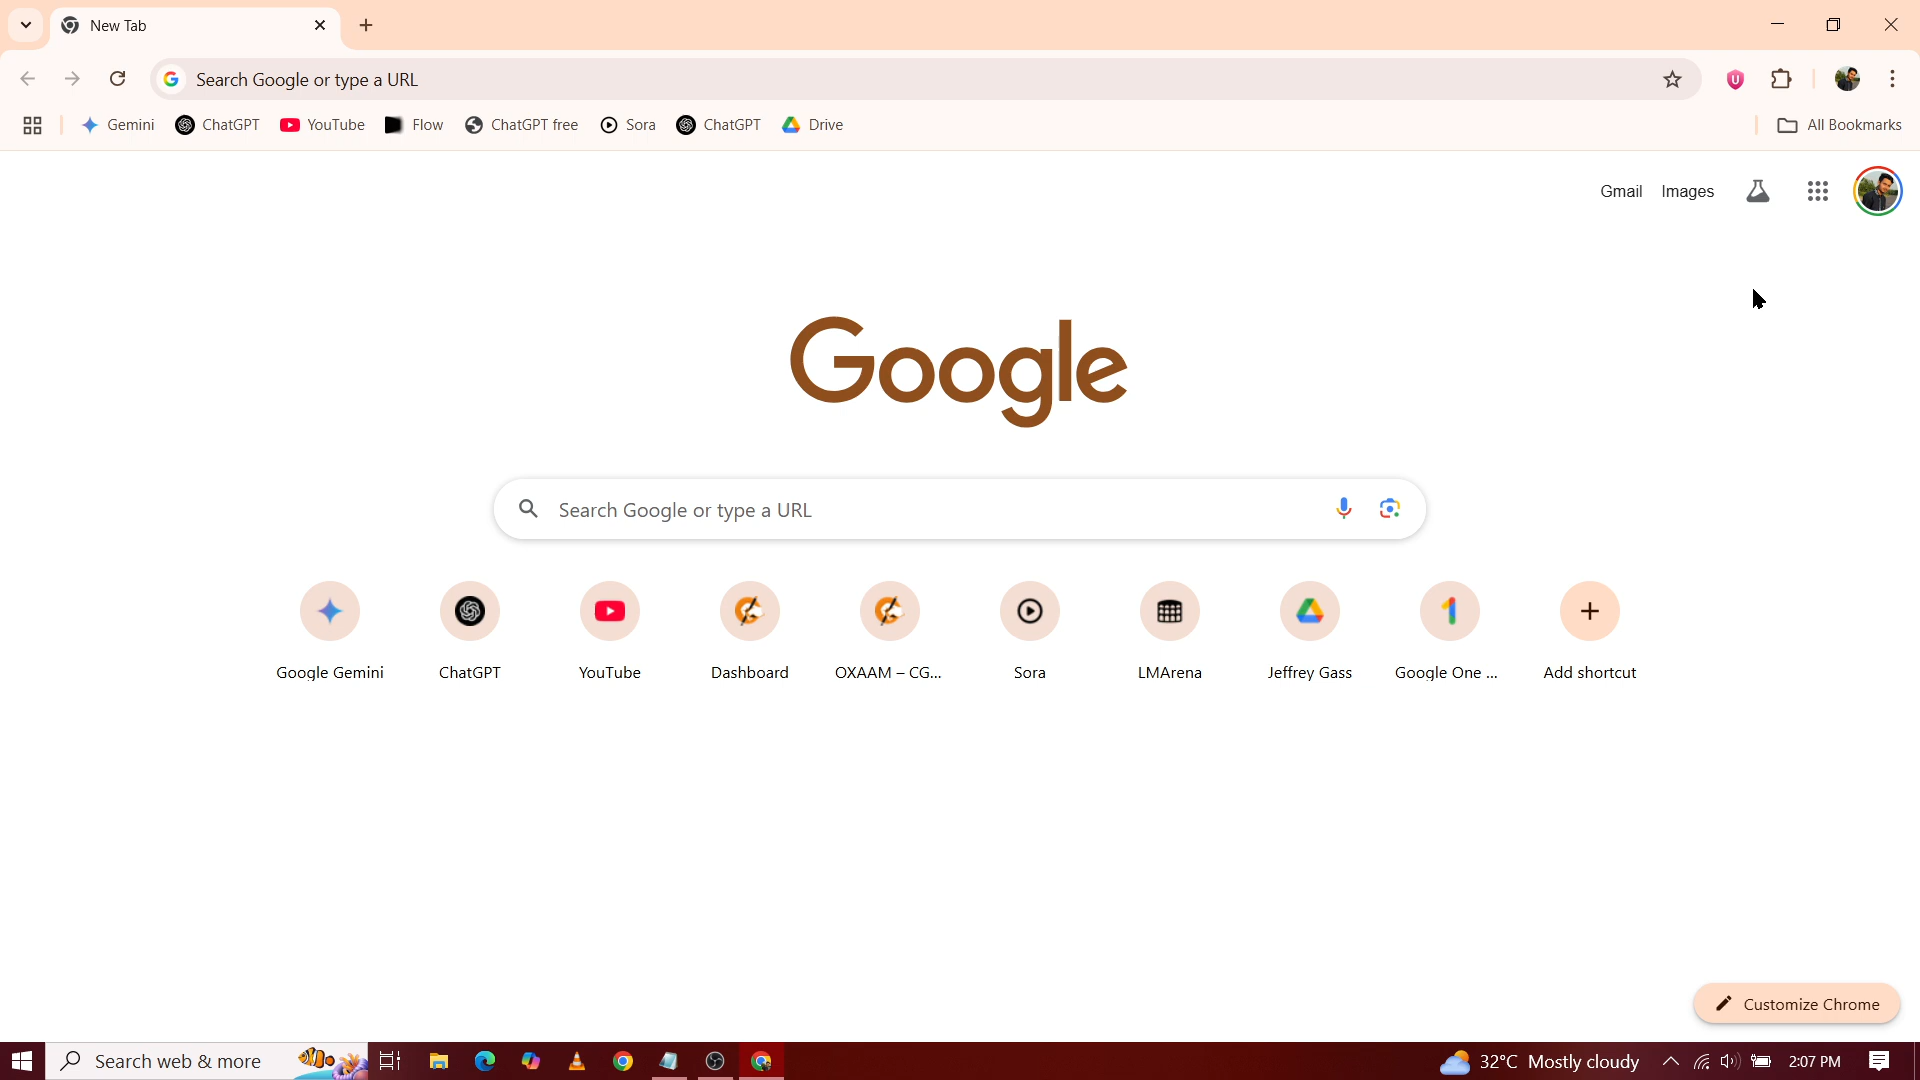 New Tab
Search Google or type a URL
Gemini ChatGPT YouTube Flow ChatGPT free Sora ChatGPT Drive All Bookmarks
Gmail Images
Google
Search Google or type a URL
Google Gemini ChatGPT YouTube Dashboard OXAAM – CG... Sora LMArena Jeffrey Gass Google One ... Add shortcut
Customize Chrome
Search web & more 32°C Mostly cloudy 2:07 PM